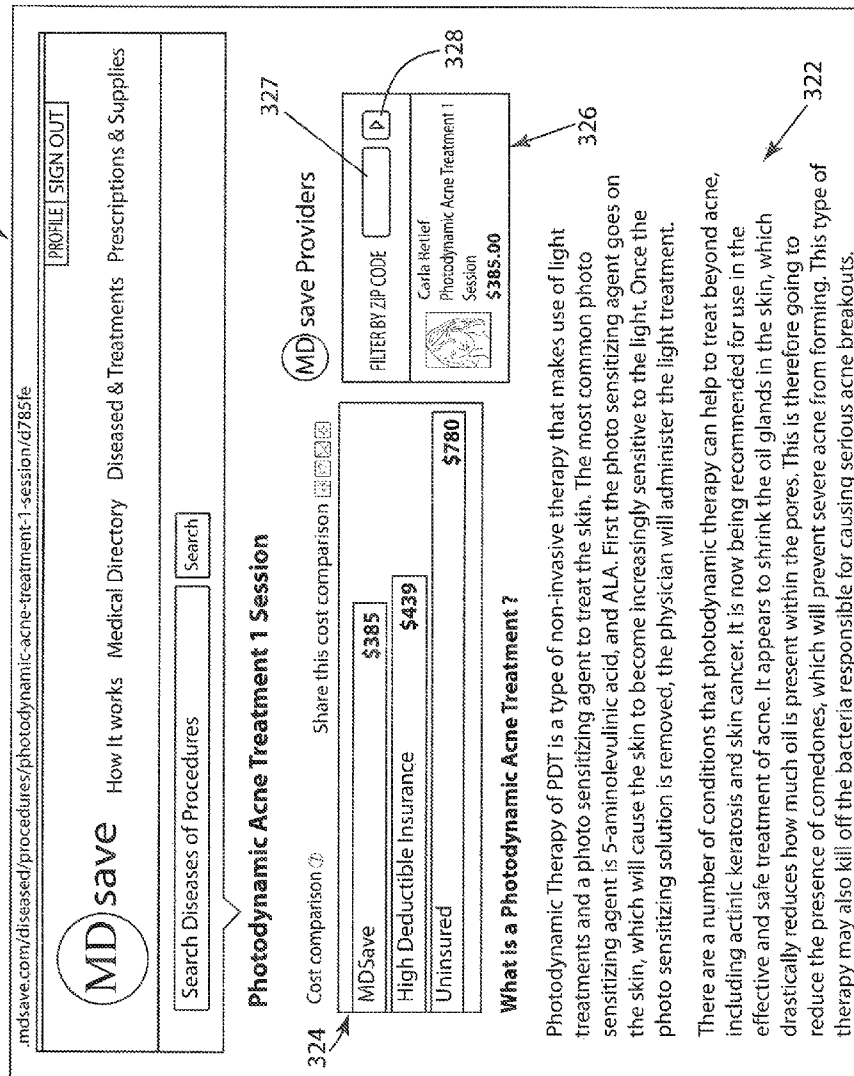 .mdsave.com/diseased/procedures/photodynamic-acne-treatment-1-session/d785fe
PROFILE | SIGN OUT
MD save
How It works Medical Directory Diseased & Treatments Prescriptions & Supplies
Search Diseases of Procedures
Search
Photodynamic Acne Treatment 1 Session
Cost comparison ?
Share this cost comparison
324
MDSave $385
High Deductible Insurance $439
Uninsured $780
MD save Providers
327
FILTER BY ZIP CODE
328
Carla Retief
Photodynamic Acne Treatment 1
Session
$385.00
326
What is a Photodynamic Acne Treatment ?
Photodynamic Therapy of PDT is a type of non-invasive therapy that makes use of light
treatments and a photo sensitizing agent to treat the skin. The most common photo
sensitizing agent is 5-aminolevulinic acid, and ALA. First the photo sensitizing agent goes on
the skin, which will cause the skin to become increasingly sensitive to the light. Once the
photo sensitizing solution is removed, the physician will administer the light treatment.
322
There are a number of conditions that photodynamic therapy can help to treat beyond acne,
including actinic keratosis and skin cancer. It is now being recommended for use in the
effective and safe treatment of acne. It appears to shrink the oil glands in the skin, which
drastically reduces how much oil is present within the pores. This is therefore going to
reduce the presence of comedones, which will prevent severe acne from forming. This type of
therapy may also kill off the bacteria responsible for causing serious acne breakouts.